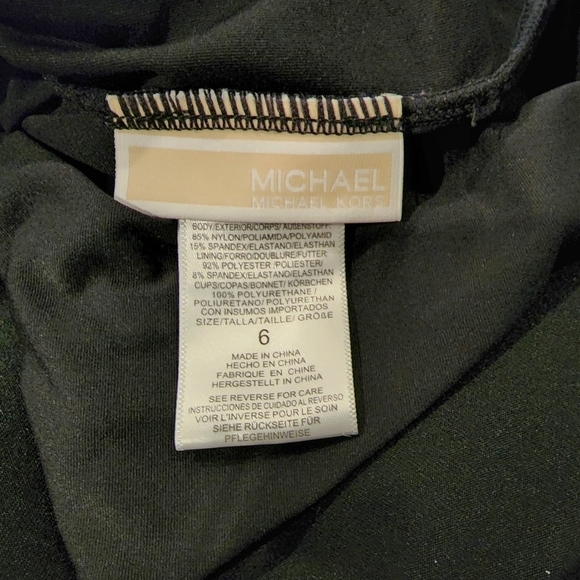 MICHAEL
MICHAEL KORS
BODY/EXTERIOR/CORPS/AUßENSTOFF:
85% NYLON/POLIAMIDA/POLYAMID
15% SPANDEX/ELASTANO/ELASTHAN
LINING/FORRO/DOUBLURE/FUTTER:
92% POLYESTER /POLIÉSTER/
8% SPANDEX/ELASTANO/ELASTHAN
CUPS/COPAS/BONNET/ KÖRBCHEN
100% POLYURETHANE /
POLIURETANO/ POLYURETHAN
CON INSUMOS IMPORTADOS
SIZE/TALLA/TAILLE/ GRÖßE
6
MADE IN CHINA
HECHO EN CHINA
FABRIQUE EN CHINE
HERGESTELLT IN CHINA
SEE REVERSE FOR CARE
INSTRUCCIONES DE CUIDADO AL REVERSO
VOIR L'INVERSE POUR LE SOIN
SIEHE RÜCKSEITE FÜR
PFLEGEHINWEISE